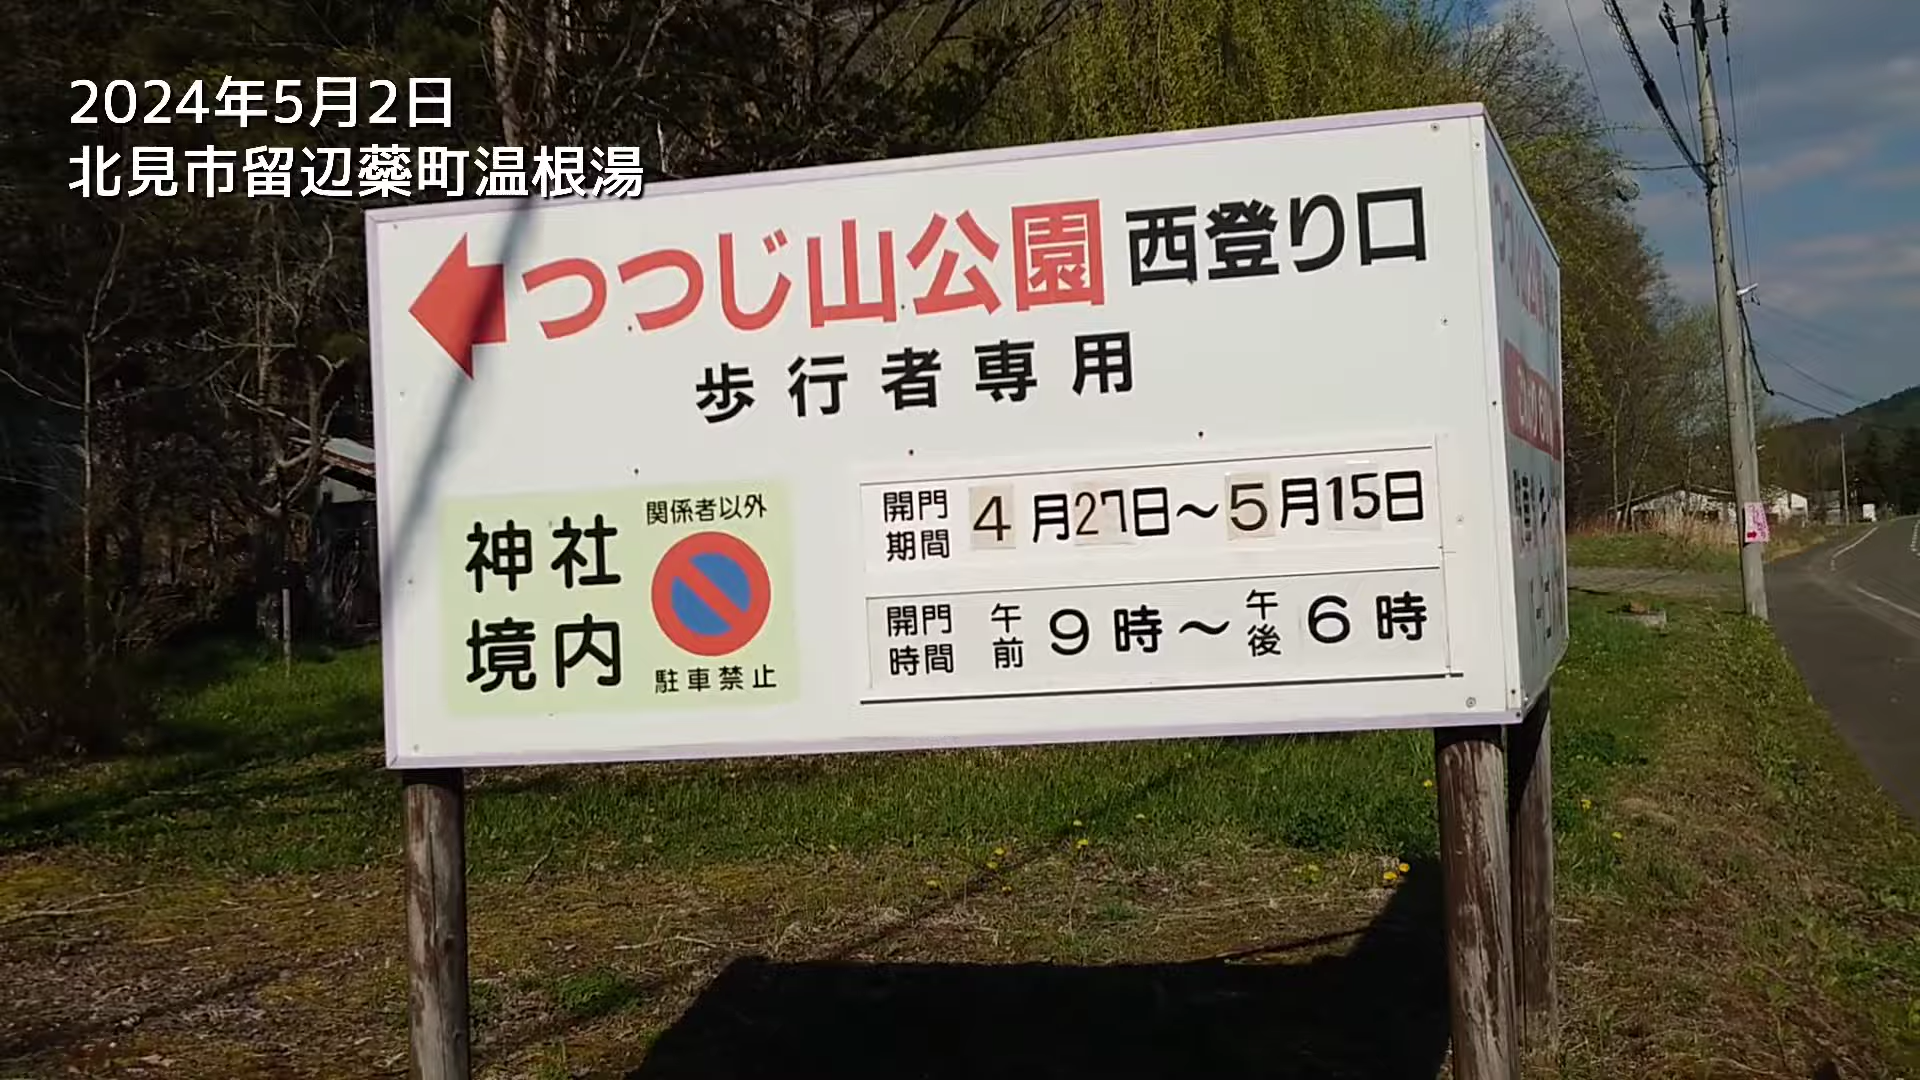 2024年5月2日
北見市留辺蘂町温根湯
つつじ山公園 西登り口
歩行者専用
神社
境内
関係者以外
駐車禁止
開門期間 4月27日～5月15日
開門時間 午前9時～午後6時